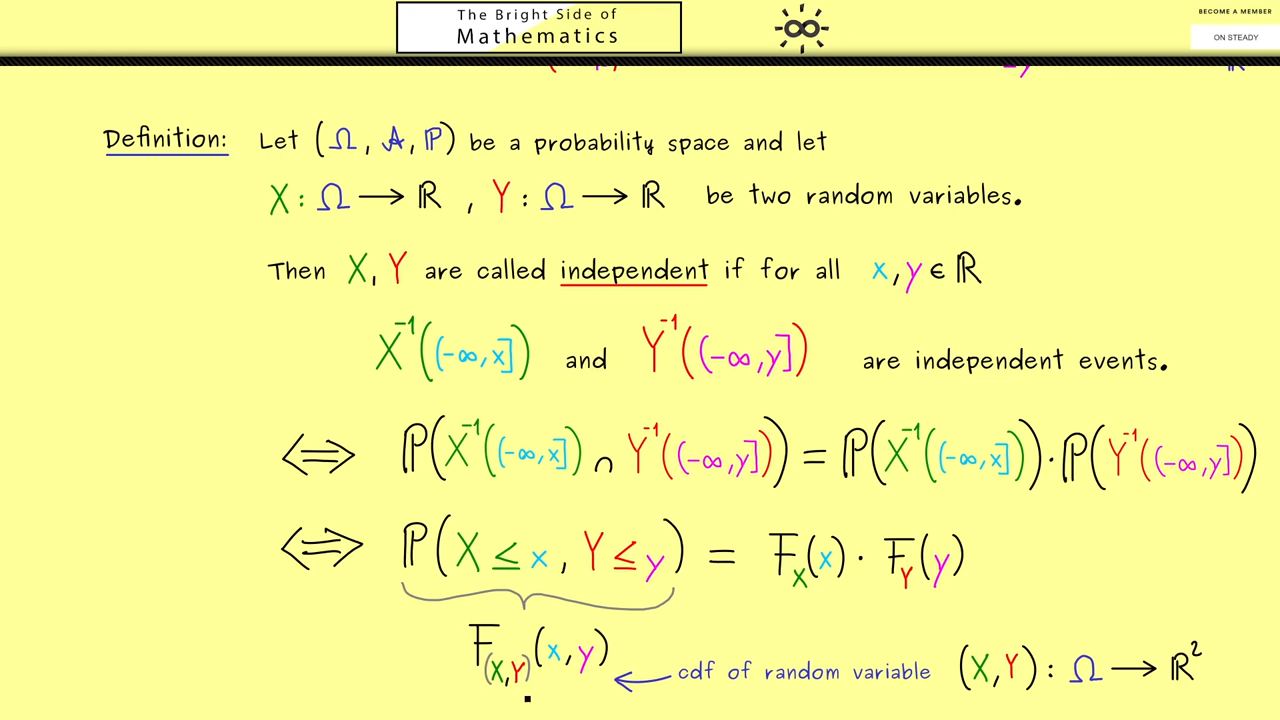 The Bright Side of
Mathematics
BECOME A MEMBER
ON STEADY
Definition: Let (Ω, A, ℙ) be a probability space and let
X : Ω ⟶ ℝ , Y : Ω ⟶ ℝ be two random variables.
Then X, Y are called independent if for all x, y ∈ ℝ
X⁻¹((-∞, x]) and Y⁻¹((-∞, y]) are independent events.
⟺ ℙ(X⁻¹((-∞, x]) ∩ Y⁻¹((-∞, y])) = ℙ(X⁻¹((-∞, x])) · ℙ(Y⁻¹((-∞, y]))
⟺ ℙ(X ≤ x, Y ≤ y) = F_X(x) · F_Y(y)
F_(X,Y)(x, y)
cdf of random variable (X, Y) : Ω ⟶ ℝ²